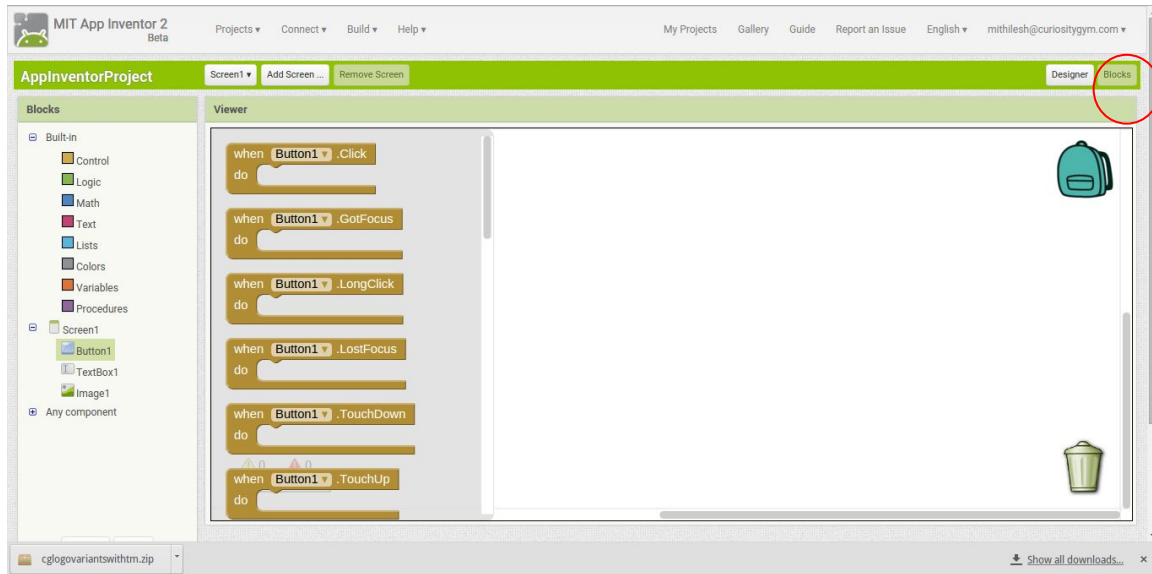 MIT App Inventor 2
Beta
Projects Connect Build Help My Projects Gallery Guide Report an Issue English mithilesh@curiositygym.com
AppInventorProject Screen1 Add Screen ... Remove Screen Designer Blocks
Blocks
Viewer
Built-in
Control
Logic
Math
Text
Lists
Colors
Variables
Procedures
Screen1
Button1
TextBox1
Image1
Any component
when Button1 .Click
do
when Button1 .GotFocus
do
when Button1 .LongClick
do
when Button1 .LostFocus
do
when Button1 .TouchDown
do
0 0
when Button1 .TouchUp
do
cglogovariantswithtm.zip Show all downloads...